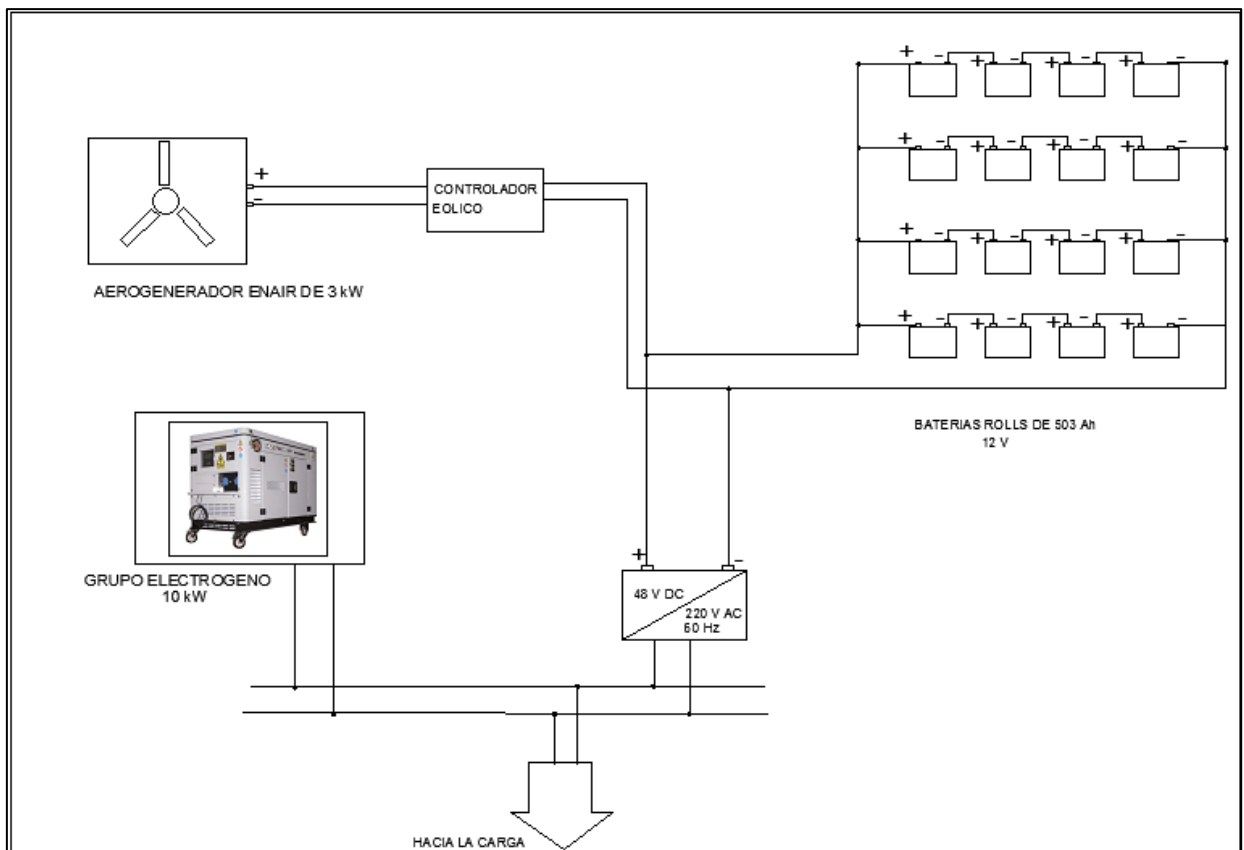 + − + − + − + −
+ − + − + − + −
+
−
CONTROLADOR
EOLICO
AEROGENERADOR ENAIR DE 3 kW
+ − + − + − + −
+ − + − + − + −
BATERIAS ROLLS DE 503 Ah
12 V
GRUPO ELECTROGENO
10 kW
+ −
48 V DC
220 V AC
60 Hz
HACIA LA CARGA